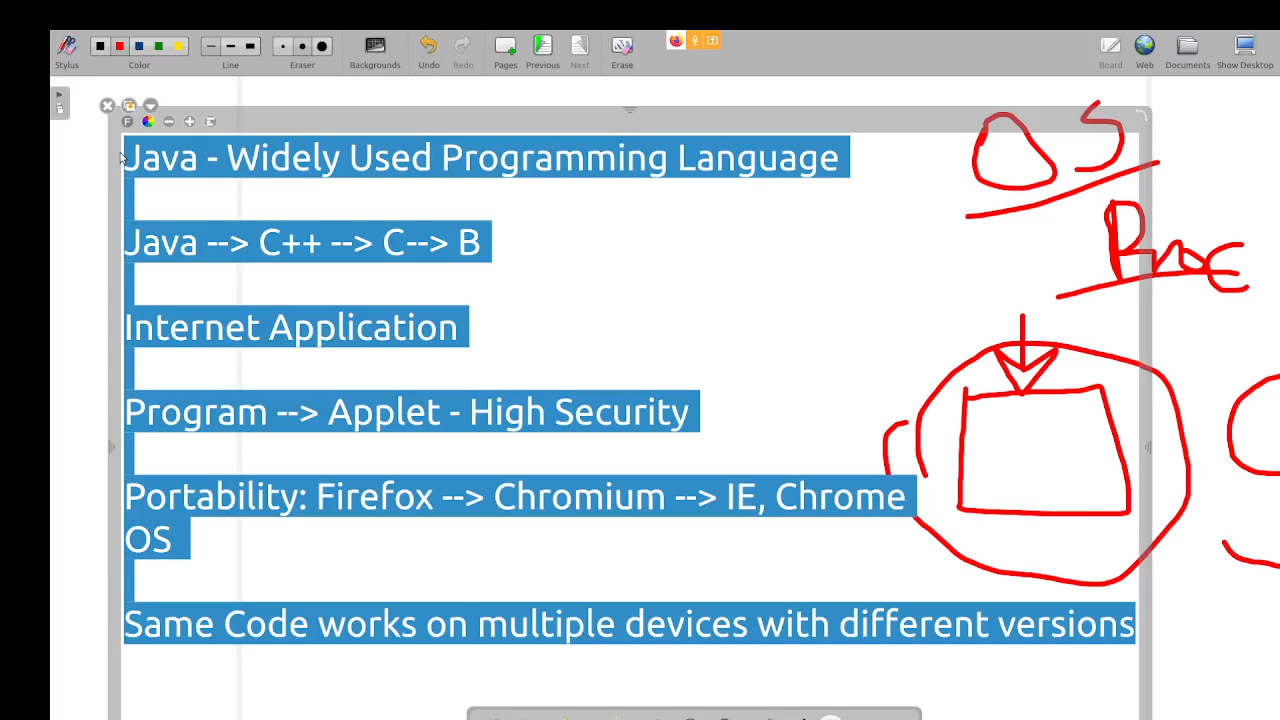 Stylus
Color
Line
Eraser
Backgrounds
Undo
Redo
Pages
Previous
Next
Erase
Board
Web
Documents
Show Desktop
F
OS
Java - Widely Used Programming Language
Proc
Java --> C++ --> C--> B
Internet Application
Program --> Applet - High Security
Portability: Firefox --> Chromium --> IE, Chrome
OS
Same Code works on multiple devices with different versions